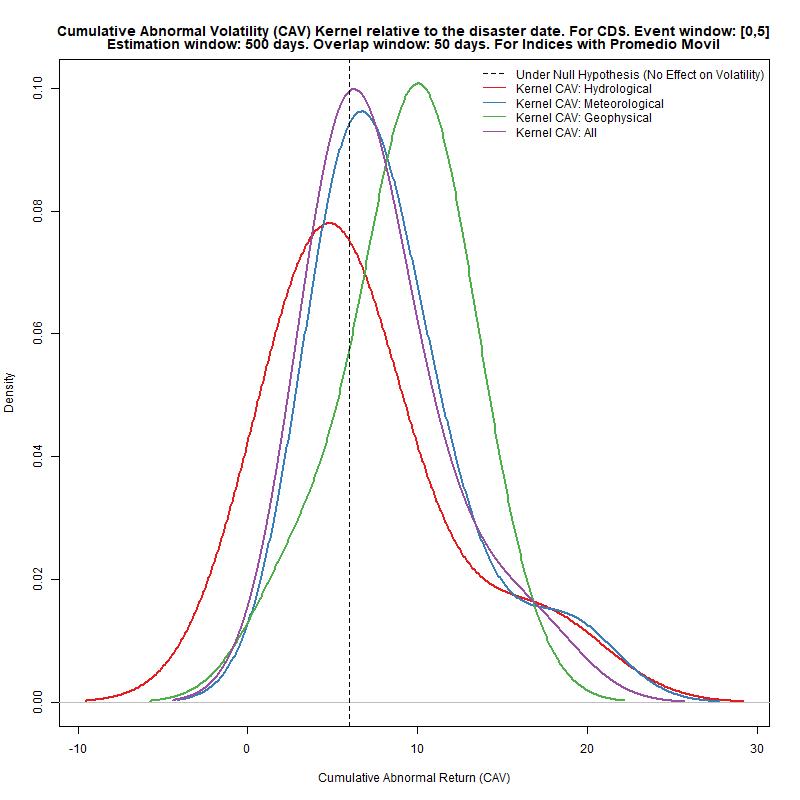 Cumulative Abnormal Volatility (CAV) Kernel relative to the disaster date. For CDS. Event window: [0,5]
Estimation window: 500 days. Overlap window: 50 days. For Indices with Promedio Movil
Under Null Hypothesis (No Effect on Volatility)
Kernel CAV: Hydrological
Kernel CAV: Meteorological
Kernel CAV: Geophysical
Kernel CAV: All
Density
0.10
0.08
0.06
0.04
0.02
0.00
-10 0 10 20 30
Cumulative Abnormal Return (CAV)